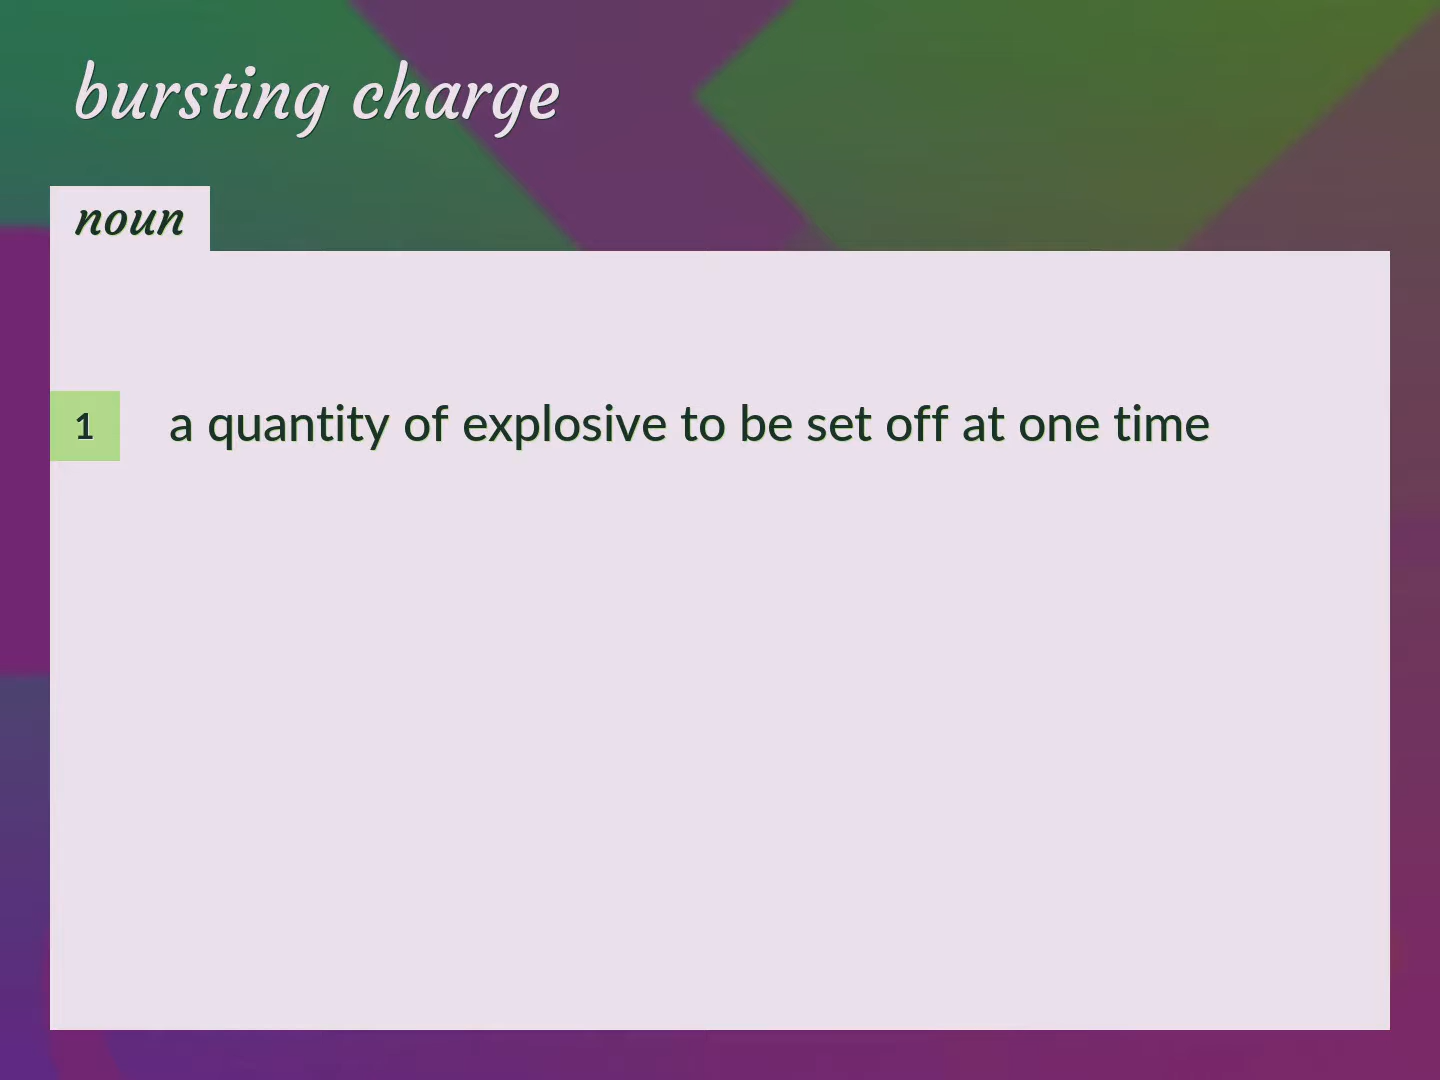 bursting charge
noun
1 a quantity of explosive to be set off at one time